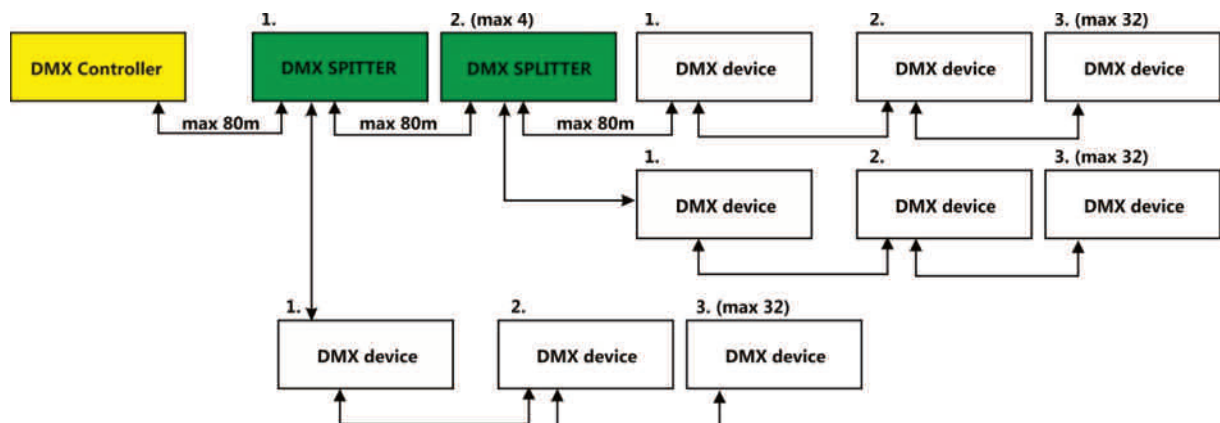 1. 2. (max 4) 1. 2. 3. (max 32)
DMX Controller DMX SPITTER DMX SPLITTER DMX device DMX device DMX device
max 80m max 80m max 80m
1. 2. 3. (max 32)
DMX device DMX device DMX device
1. 2. 3. (max 32)
DMX device DMX device DMX device